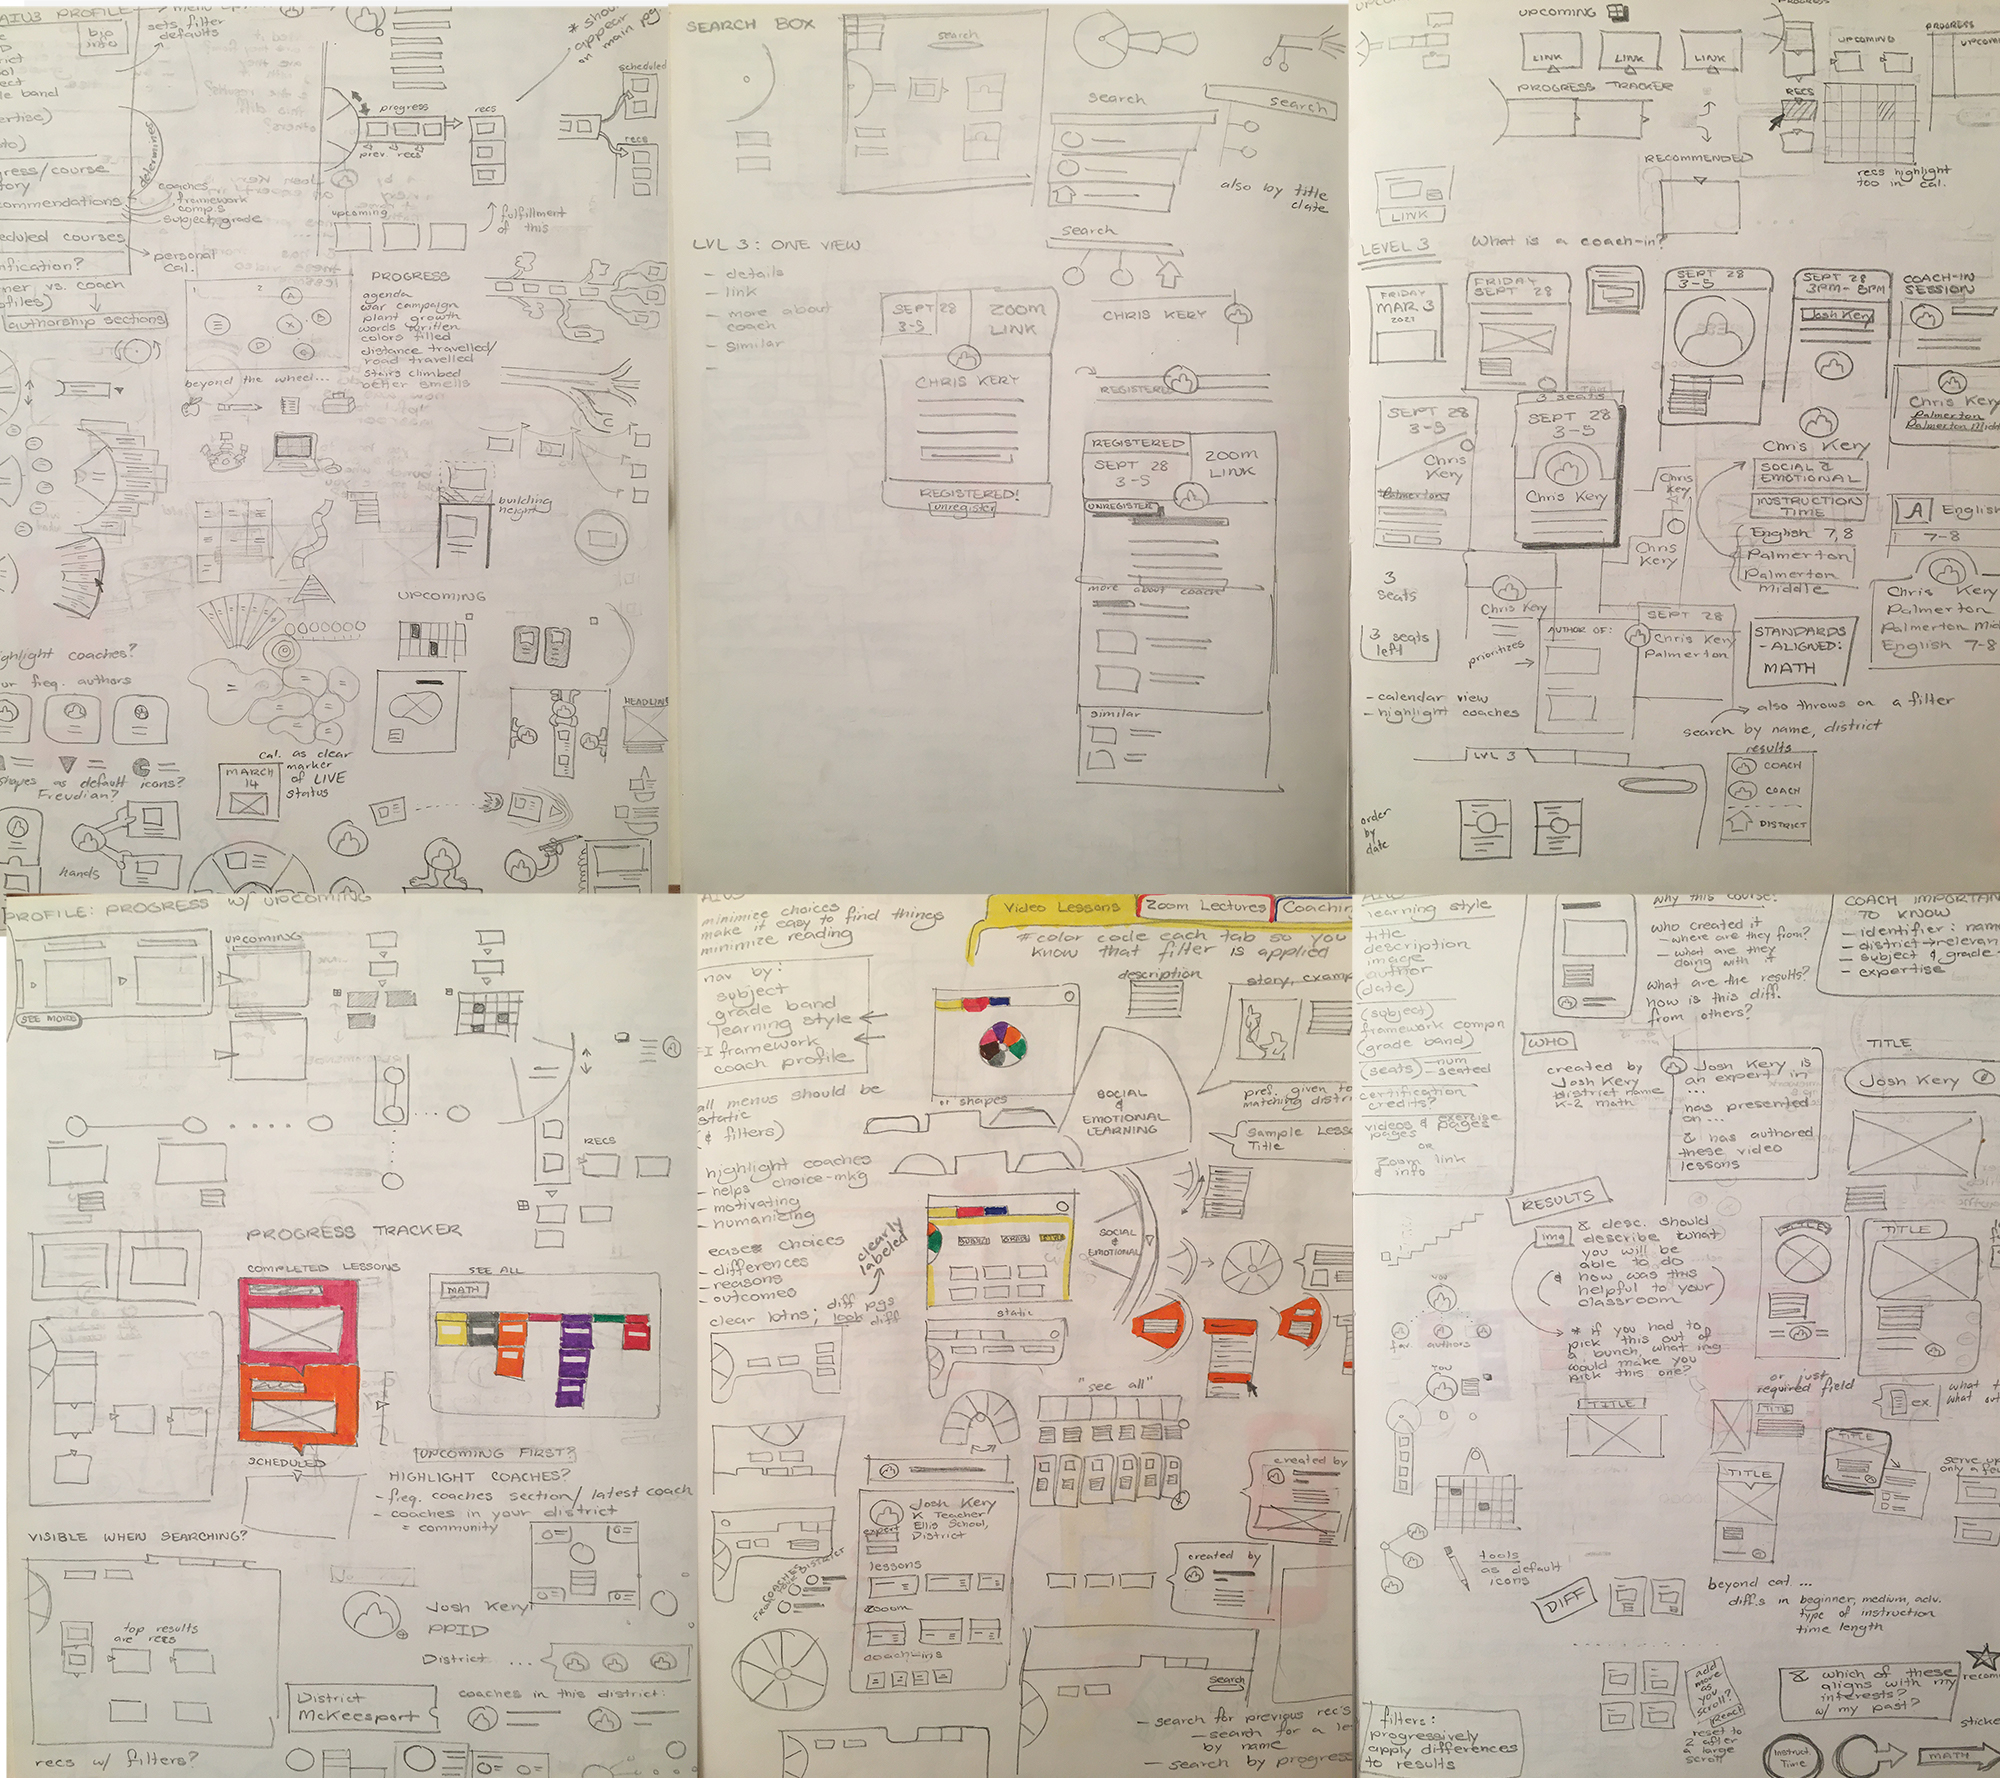 AIU3 PROFILE
bio
info
sets filter
defaults
* shou
appear
on main pg
grade band
determines
progress
recs
prev. recs
scheduled
recs
coaches
framework
comp.s
subject, grade
upcoming
fulfillment
of this
scheduled courses
personal
cal.
vs. coach
authorship sections
PROGRESS
agenda
war campaign
plant growth
words written
colors filled
distance travelled/
road travelled
stairs climbed
better smells
beyond the wheel...
building
height
UPCOMING
highlight coaches?
freq. authors
HEADLINE
cal. as clear
marker
of LIVE
status
MARCH
14
shapes as default icons?
Freudian?
hands
SEARCH BOX
search
search
search
also by title
date
LVL 3: ONE VIEW
- details
- link
- more about
coach
- similar
search
SEPT 28
3-5
ZOOM
LINK
CHRIS KERY
REGISTERED!
unregister
CHRIS KERY
REGISTERED
REGISTERED
SEPT 28
3-5
ZOOM
LINK
UNREGISTER
more about coach
similar
UPCOMING
LINK
LINK
LINK
PROGRESS TRACKER
PROGRESS
UPCOMING
RECS
PROGRESS
UPCOMING
RECOMMENDED
recs highlight
too in cal.
LINK
LEVEL 3
What is a coach-in?
FRIDAY
MAR 3
2021
FRIDAY
SEPT 28
SEPT 28
3-5
SEPT 28
3PM-5PM
Josh Kery
COACH-IN
SESSION
Chris Kery
Palmerton
SEPT 28
3-5
Chris
Kery
Palmerton
3 seats
SEPT 28
3-5
Chris Kery
Chris
Kery
Chris
Kery
Chris Kery
SOCIAL &
EMOTIONAL
INSTRUCTION
TIME
English 7,8
Palmerton
Palmerton
Middle
A English
7-8
Chris Kery
Palmerton
Palmerton Mid
English 7-8
3
seats
3 seats
left
Chris Kery
prioritizes
AUTHOR OF:
SEPT 28
Chris Kery
Palmerton
STANDARDS
- ALIGNED:
MATH
- calendar view
- highlight coaches
also throws on a filter
search by name, district
LVL 3
results
COACH
COACH
DISTRICT
order
by
date
PROFILE: PROGRESS W/ UPCOMING
UPCOMING
SEE MORE
RECS
PROGRESS TRACKER
COMPLETED LESSONS
SEE ALL
MATH
SCHEDULED
UPCOMING FIRST?
HIGHLIGHT COACHES?
- freq. coaches section/latest coach
- coaches in your district
= community
VISIBLE WHEN SEARCHING?
top results
are recs
Josh Kery
PPID
District ...
District
McKeesport
coaches in this district:
recs w/ filters?
AIU3
minimize choices
make it easy to find things
minimize reading
Video Lessons
Zoom Lectures
Coachin
* color code each tab so you
know that filter is applied
nav by:
subject
grade band
learning style
framework
coach profile
description
story, examp
or shapes
SOCIAL
&
EMOTIONAL
LEARNING
pref. given to
matching distri
Sample Lesso
Title
all menus should be
static
(& filters)
highlight coaches
- helps choice-mkg
- motivating
- humanizing
ease choices
- differences
- reasons
- outcomes
clear btns; diff pgs
look diff
clearly
labeled
static
SOCIAL
&
EMOTIONAL
"see all"
Josh Kery
K Teacher
Ellis School,
District
expert
lessons
zoom
coach-ins
created by
created by
Search
- search for previous rec's
- search for a le
by name
- search by progress
learning style
title
description
image
author
(date)
(subject)
framework compn
(grade band)
(seats) - num
- seated
certification
credits?
videos & exercise
pages
or
Zoom link
& info
why this course?
who created it
- where are they from?
- what are they
doing with it
what are the results?
how is this diff.
from others?
COACH IMPORTAN
TO KNOW
- identifier: name
- district → relevan
- subject & grade
- expertise
WHO
created by
Josh Kery
district name
K-2 math
Josh Kery is
an expert in
...
has presented
on ...
& has authored
these video
lessons
TITLE
Josh Kery
RESULTS
img & desc. should
describe what
you will be
able to do
(& how was this
helpful to your
classroom)
* if you had to
pick this out of
a bunch, what img
would make you
pick this one?
TITLE
TITLE
YOU
fav authors
YOU
or just
required field
TITLE
TITLE
TITLE
TITLE
ex.
serve up
only a few
tools
as default
icons
DIFF
beyond cat. ...
diff.s in beginner, medium, adv.
type of instruction
time length
add
more
as
you
scroll?
React
reset to
2 after
a large
scroll
& which of these
aligns with my
interests?
w/ my past?
filters:
progressively
apply differences
to results
Instruct.
Time
MATH